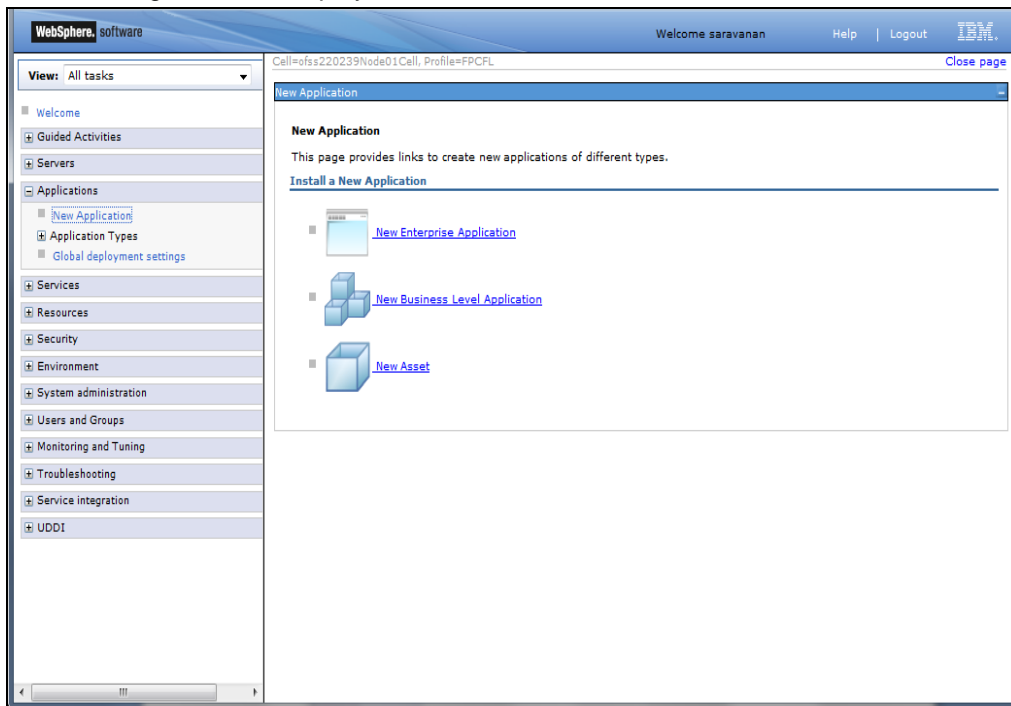 WebSphere. software
Welcome saravanan
Help | Logout
IBM.
View: All tasks
Cell=ofss220239Node01Cell, Profile=FPCFL
Close page
Welcome
Guided Activities
Servers
Applications
New Application
Application Types
Global deployment settings
Services
Resources
Security
Environment
System administration
Users and Groups
Monitoring and Tuning
Troubleshooting
Service integration
UDDI
New Application
New Application
This page provides links to create new applications of different types.
Install a New Application
New Enterprise Application
New Business Level Application
New Asset